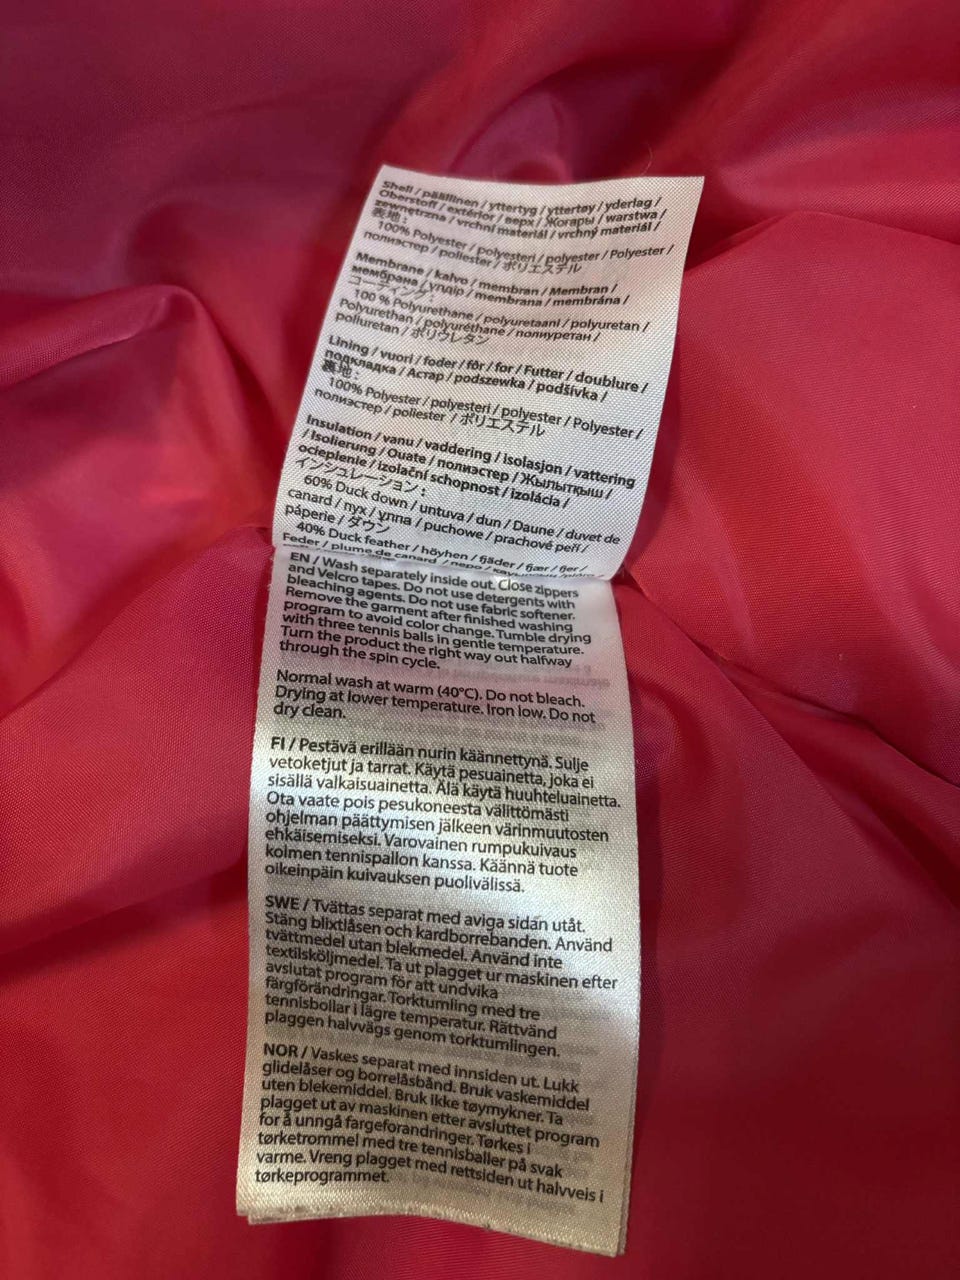 Shell / päällinen / yttertyg / yttertøy / yderlag /
Oberstoff / extérior / верх / Жоғары / warstwa /
zewnętrzna / vrchní materiál / vrchný materiál /
表地 :
100% Polyester / polyesteri / polyester / Polyester /
полиэстер / poliester / ポリエステル
Membrane / kalvo / membran / Membran /
мембрана / үлдір / membrana / membrána /
コーティング :
100 % Polyurethane / polyuretaani / polyuretan /
Polyurethan / polyuréthane / полиуретан /
poliuretan / ポリウレタン
Lining / vuori / foder / fôr / for / Futter / doublure /
подкладка / Астар / podszewka / podšívka /
裏地 :
100% Polyester / polyesteri / polyester / Polyester /
полиэстер / poliester / ポリエステル
Insulation / vanu / vaddering / isolasjon / vattering
/ Isolierung / Ouate / полиэстер / Жылытқыш /
ocieplenie / izolační schopnost / izolácia /
インシュレーション :
60% Duck down / untuva / dun / Daune / duvet de
canard / пух / ұлпа / puchowe / prachové peří /
páperie / ダウン
40% Duck feather / höyhen / fjäder / fjær / fjer /
Feder / plume de canard / перо /
EN / Wash separately inside out. Close zippers
and Velcro tapes. Do not use detergents with
bleaching agents. Do not use fabric softener.
Remove the garment after finished washing
program to avoid color change. Tumble drying
with three tennis balls in gentle temperature.
Turn the product the right way out halfway
through the spin cycle.
Normal wash at warm (40°C). Do not bleach.
Drying at lower temperature. Iron low. Do not
dry clean.
FI / Pestävä erillään nurin käännettynä. Sulje
vetoketjut ja tarrat. Käytä pesuainetta, joka ei
sisällä valkaisuainetta. Älä käytä huuhteluainetta.
Ota vaate pois pesukoneesta välittömästi
ohjelman päättymisen jälkeen värinmuutosten
ehkäisemiseksi. Varovainen rumpukuivaus
kolmen tennispallon kanssa. Käännä tuote
oikeinpäin kuivauksen puolivälissä.
SWE / Tvättas separat med aviga sidan utåt.
Stäng blixtlåsen och kardborrebanden. Använd
tvättmedel utan blekmedel. Använd inte
textilsköljmedel. Ta ut plagget ur maskinen efter
avslutat program för att undvika
färgförändringar. Torktumling med tre
tennisbollar i lägre temperatur. Rättvänd
plaggen halvvägs genom torktumlingen.
NOR / Vaskes separat med innsiden ut. Lukk
glidelåser og borrelåsbånd. Bruk vaskemiddel
uten blekemiddel. Bruk ikke tøymykner. Ta
plagget ut av maskinen etter avsluttet program
for å unngå fargeforandringer. Tørkes i
tørketrommel med tre tennisballer på svak
varme. Vreng plagget med rettsiden ut halvveis i
tørkeprogrammet.